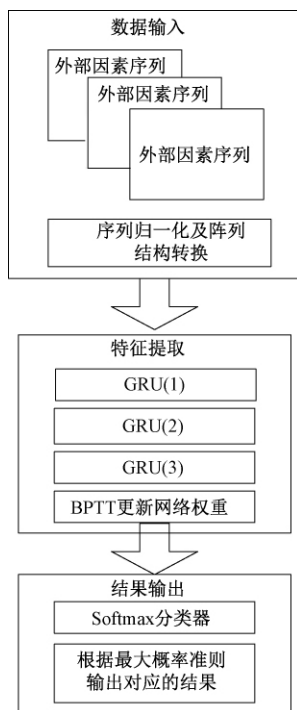 数据输入
外部因素序列
外部因素序列
外部因素序列
序列归一化及阵列
结构转换
特征提取
GRU(1)
GRU(2)
GRU(3)
BPTT更新网络权重
结果输出
Softmax分类器
根据最大概率准则
输出对应的结果